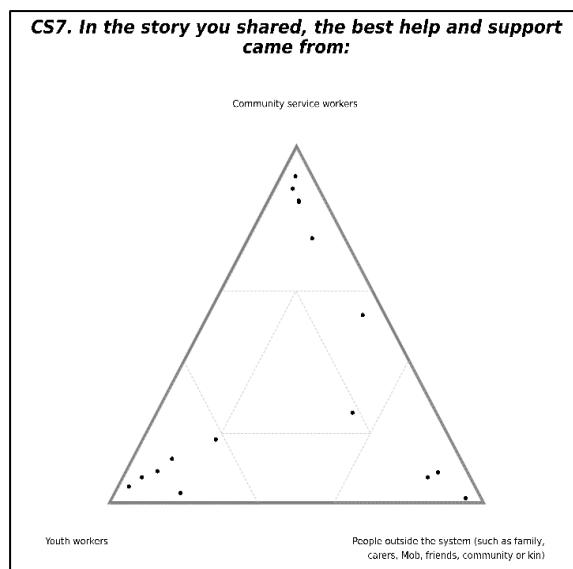 CS7. In the story you shared, the best help and support
came from:
Community service workers
Youth workers
People outside the system (such as family,
carers, Mob, friends, community or kin)